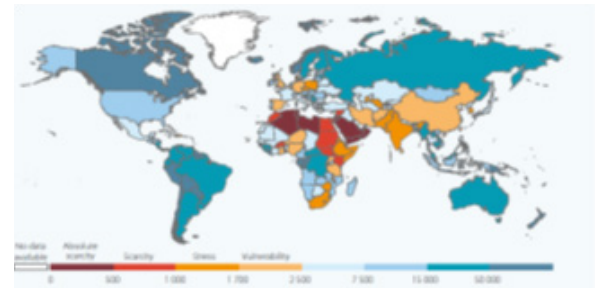 No data Absolute
available scarcity Scarcity Stress Vulnerability
0 500 1 000 1 700 2 500 7 500 15 000 50 000